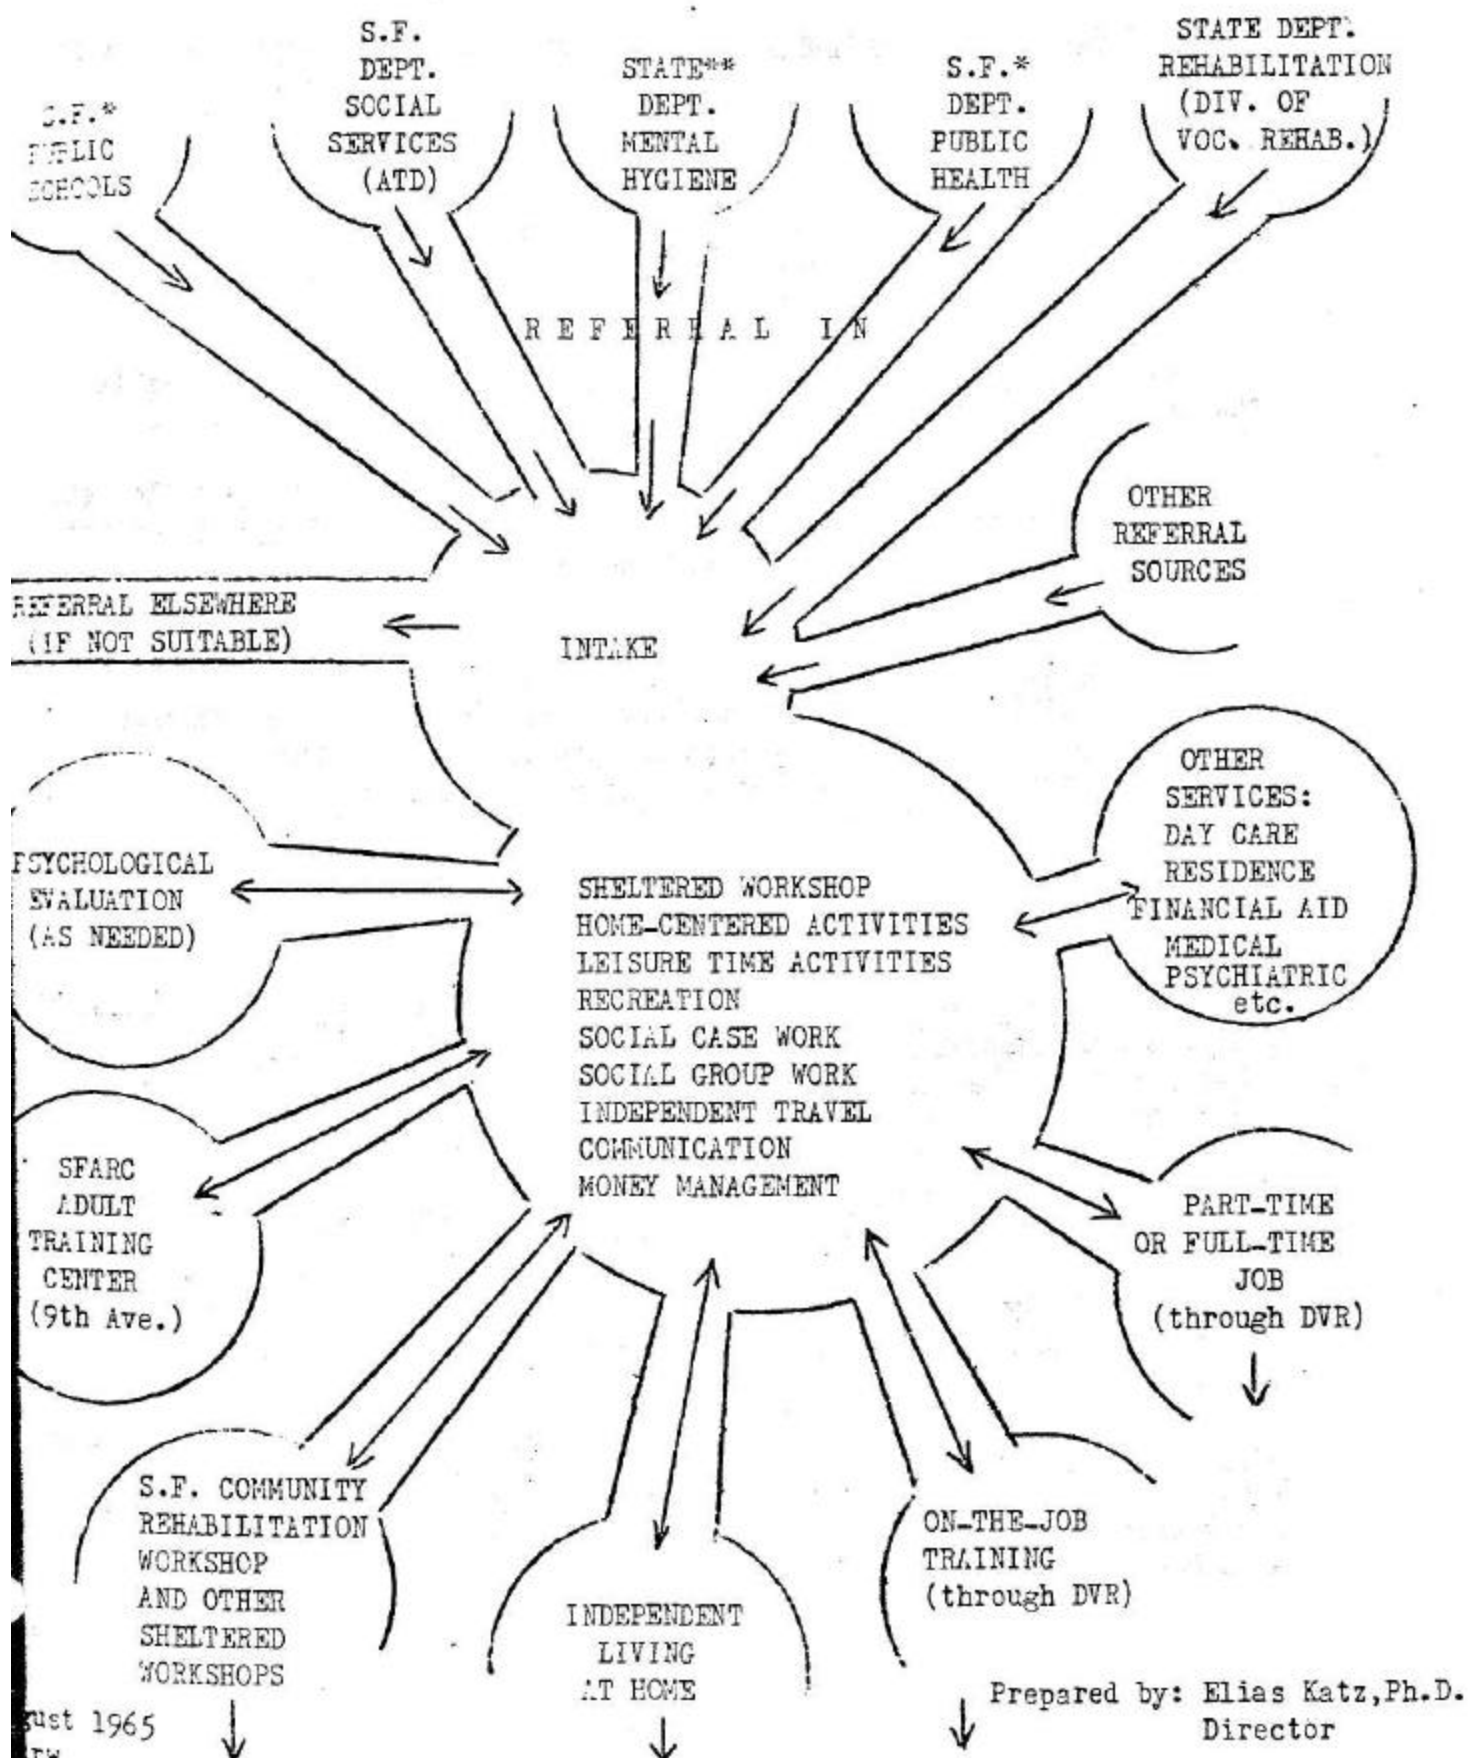 S.F.*
PUBLIC
SCHOOLS
S.F.
DEPT.
SOCIAL
SERVICES
(ATD)
STATE**
DEPT.
MENTAL
HYGIENE
S.F.*
DEPT.
PUBLIC
HEALTH
STATE DEPT.
REHABILITATION
(DIV. OF
VOC. REHAB.)
REFERRAL IN
OTHER
REFERRAL
SOURCES
REFERRAL ELSEWHERE
(IF NOT SUITABLE)
INTAKE
OTHER
SERVICES:
DAY CARE
RESIDENCE
FINANCIAL AID
MEDICAL
PSYCHIATRIC
etc.
PSYCHOLOGICAL
EVALUATION
(AS NEEDED)
SHELTERED WORKSHOP
HOME-CENTERED ACTIVITIES
LEISURE TIME ACTIVITIES
RECREATION
SOCIAL CASE WORK
SOCIAL GROUP WORK
INDEPENDENT TRAVEL
COMMUNICATION
MONEY MANAGEMENT
SFARC
ADULT
TRAINING
CENTER
(9th Ave.)
PART-TIME
OR FULL-TIME
JOB
(through DVR)
S.F. COMMUNITY
REHABILITATION
WORKSHOP
AND OTHER
SHELTERED
WORKSHOPS
INDEPENDENT
LIVING
AT HOME
ON-THE-JOB
TRAINING
(through DVR)
Prepared by: Elias Katz,Ph.D.
Director
gust 1965